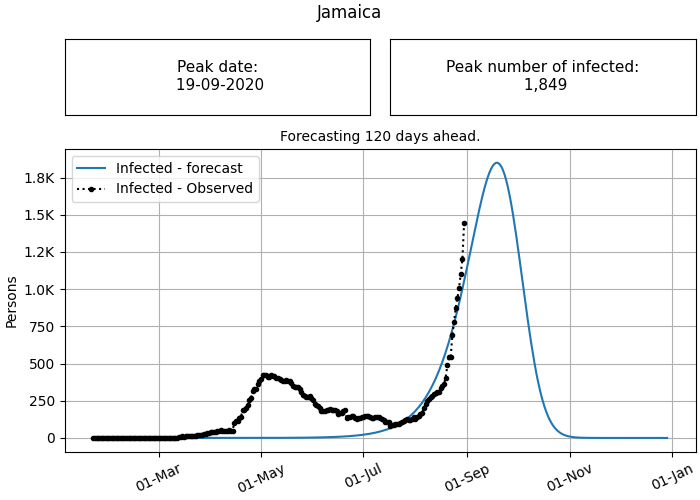 Jamaica
Peak date:
19-09-2020
Peak number of infected:
1,849
Forecasting 120 days ahead.
Infected - forecast
Infected - Observed
Persons
1.8K
1.5K
1.2K
1.0K
750
500
250
0
01-Mar
01-May
01-Jul
01-Sep
01-Nov
01-Jan